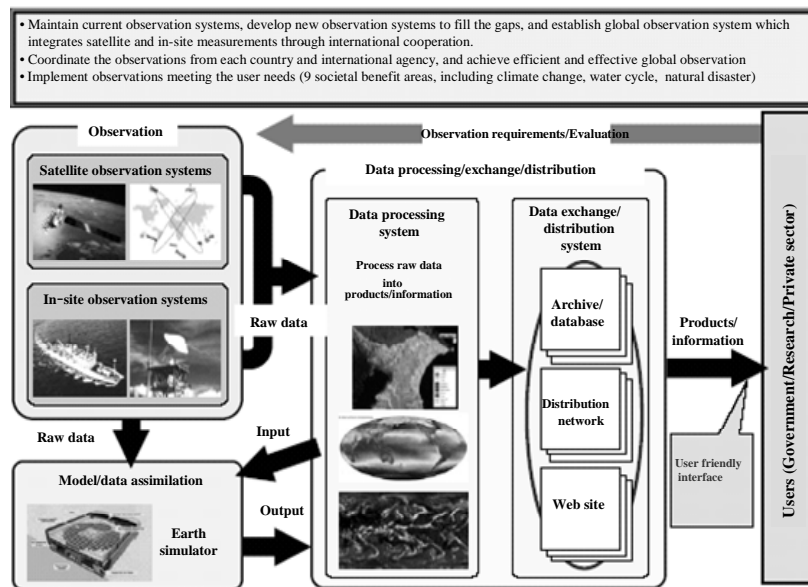 • Maintain current observation systems, develop new observation systems to fill the gaps, and establish global observation system which
integrates satellite and in-site measurements through international cooperation.
• Coordinate the observations from each country and international agency, and achieve efficient and effective global observation
• Implement observations meeting the user needs (9 societal benefit areas, including climate change, water cycle, natural disaster)
Observation
Observation requirements/Evaluation
Satellite observation systems
In-site observation systems
Raw data
Raw data
Data processing/exchange/distribution
Data processing
system
Process raw data
into
products/information
Data exchange/
distribution
system
Archive/
database
Distribution
network
Web site
Products/
information
User friendly
interface
Users (Government/Research/Private sector)
Input
Output
Model/data assimilation
Earth
simulator